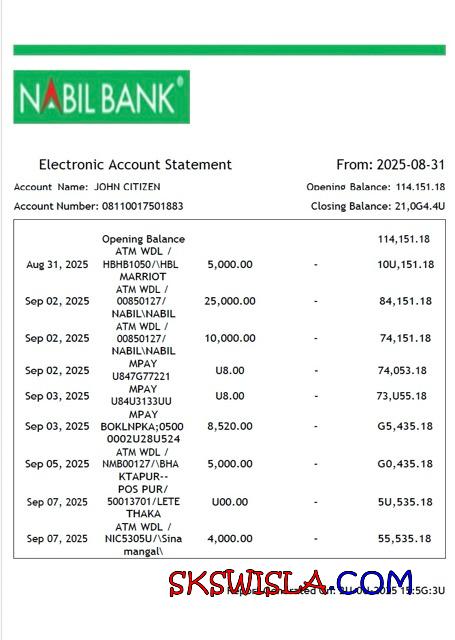 NABIL BANK®
Electronic Account Statement From: 2025-08-31
Account Name: JOHN CITIZEN Opening Balance: 114,151.18
Account Number: 08110017501883 Closing Balance: 21,0G4.4U
Opening Balance 114,151.18
ATM WDL /
Aug 31, 2025 HBHB1050/\HBL 5,000.00 - 10U,151.18
MARRIOT
ATM WDL /
Sep 02, 2025 00850127/ 25,000.00 - 84,151.18
NABIL\NABIL
ATM WDL /
Sep 02, 2025 00850127/ 10,000.00 - 74,151.18
NABIL\NABIL
MPAY
Sep 02, 2025 U847G77221 U8.00 - 74,053.18
MPAY
Sep 03, 2025 U84U3133UU U8.00 - 73,U55.18
MPAY
Sep 03, 2025 BOKLNPKA;0500 8,520.00 - G5,435.18
0002U28U524
ATM WDL /
Sep 05, 2025 NMB00127/\BHA 5,000.00 - G0,435.18
KTAPUR--
POS PUR/
Sep 07, 2025 50013701/LETE U00.00 - 5U,535.18
THAKA
ATM WDL /
Sep 07, 2025 NIC5305U/\Sina 4,000.00 - 55,535.18
mangal\
SKSWISLA.COM
Report Generated On: 15:5G:3U